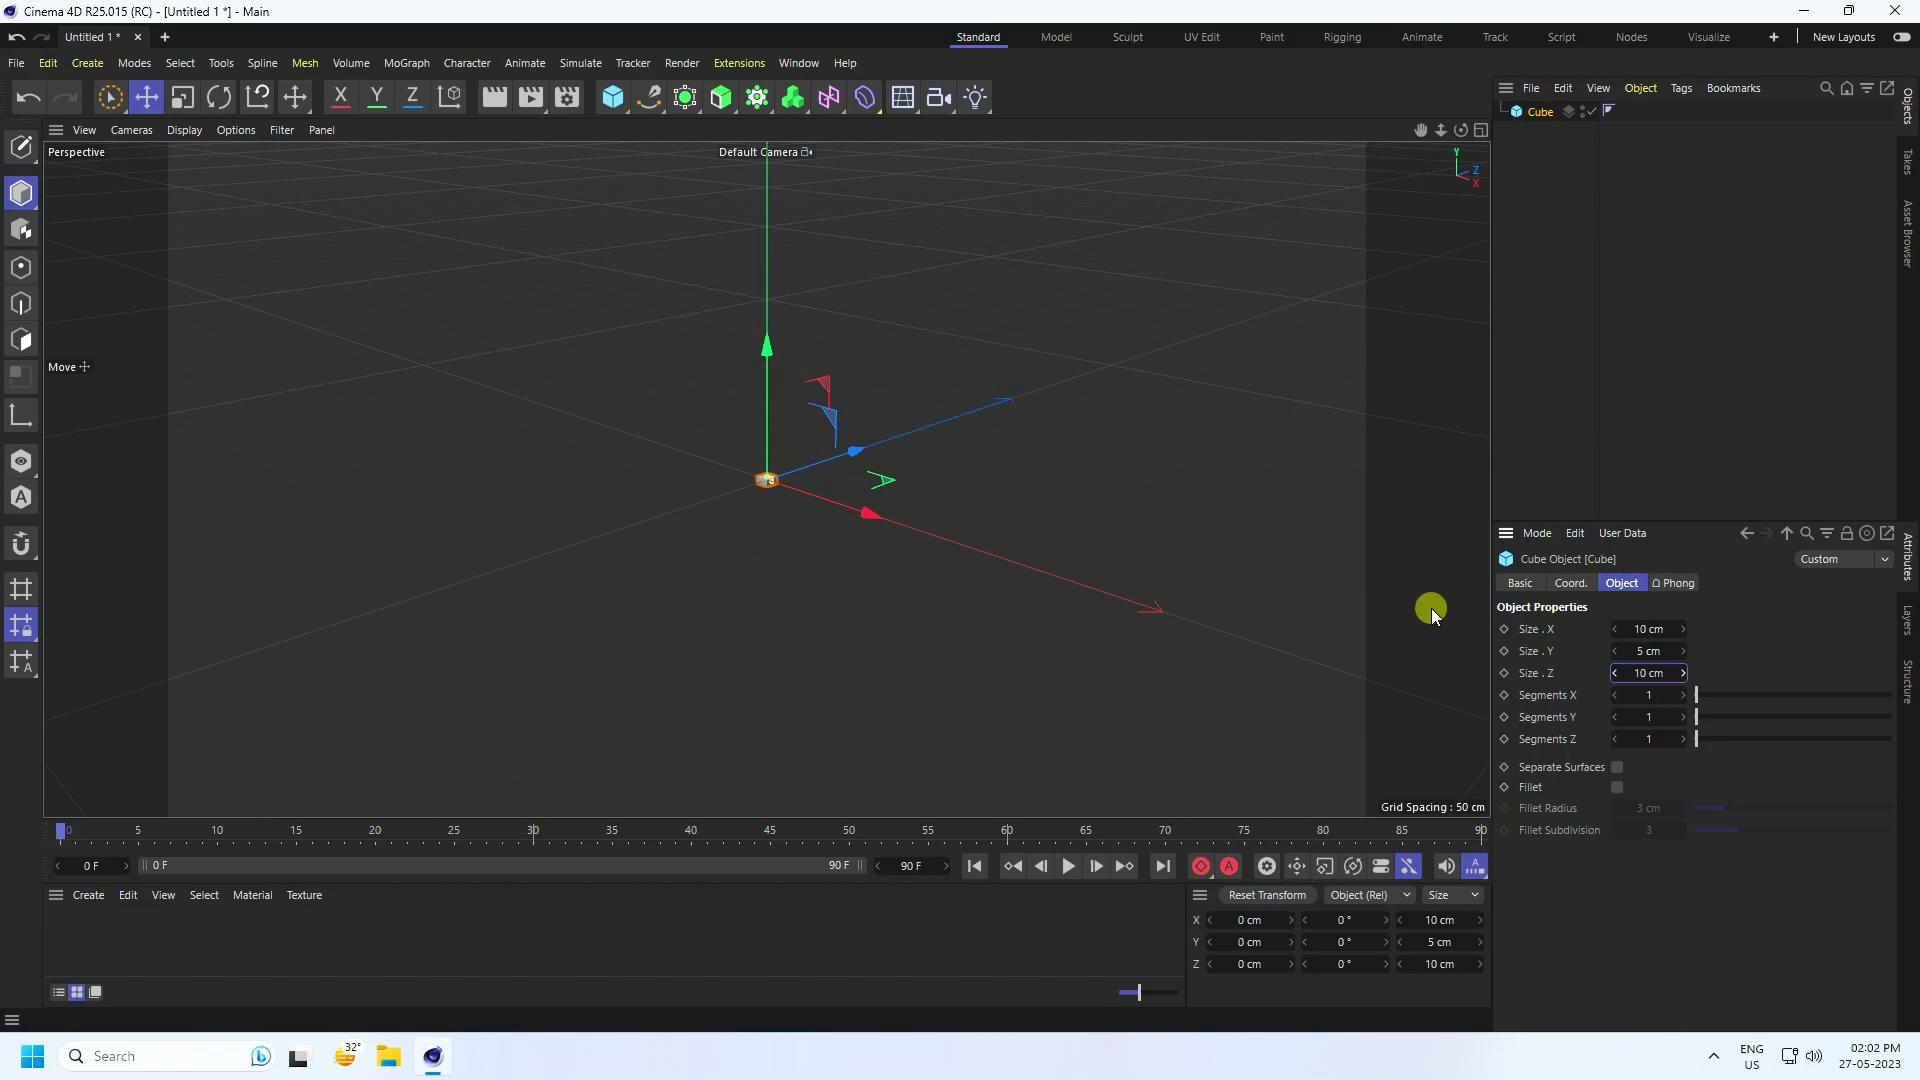 Cinema 4D R25.015 (RC) - [Untitled 1 *] - Main
Untitled 1 *
Standard Model Sculpt UV Edit Paint Rigging Animate Track Script Nodes Visualize New Layouts
File Edit Create Modes Select Tools Spline Mesh Volume MoGraph Character Animate Simulate Tracker Render Extensions Window Help
X Y Z
File Edit View Object Tags Bookmarks
Cube
Objects
Takes
Asset Browser
View Cameras Display Options Filter Panel
Perspective
Default Camera
Y
Z
X
Move
Grid Spacing : 50 cm
Mode Edit User Data
Cube Object [Cube]
Custom
Basic Coord. Object Phong
Attributes
Layers
Structure
Object Properties
Size . X 10 cm
Size . Y 5 cm
Size . Z 10 cm
Segments X 1
Segments Y 1
Segments Z 1
Separate Surfaces
Fillet
Fillet Radius 3 cm
Fillet Subdivision 3
0 5 10 15 20 25 30 35 40 45 50 55 60 65 70 75 80 85 90
0 F 0 F 90 F 90 F
Create Edit View Select Material Texture
Reset Transform Object (Rel) Size
X 0 cm 0 ° 10 cm
Y 0 cm 0 ° 5 cm
Z 0 cm 0 ° 10 cm
Search
32°
ENG
US
02:02 PM
27-05-2023